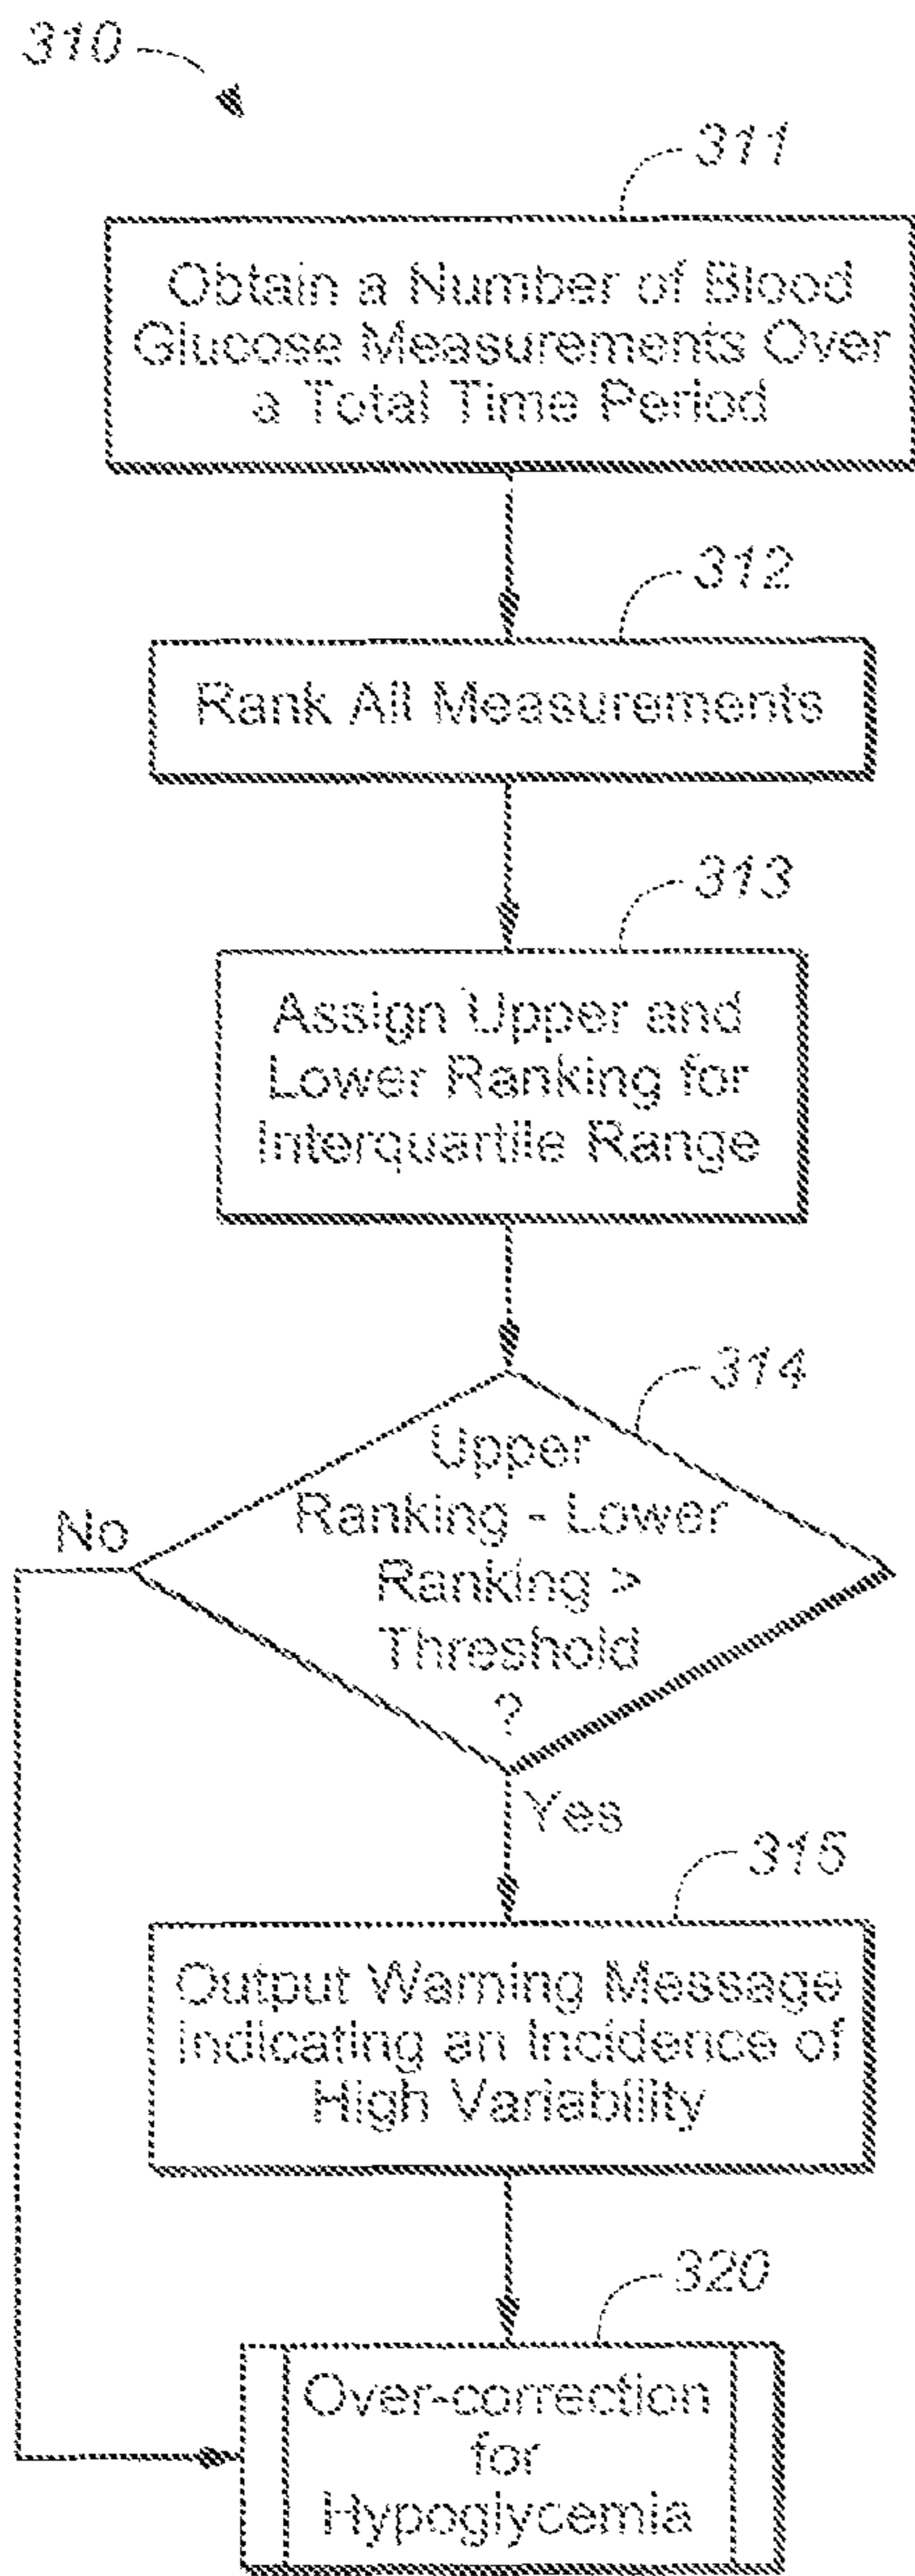 310
311
Obtain a Number of Blood
Glucose Measurements Over
a Total Time Period
312
Rank All Measurements
313
Assign Upper and
Lower Ranking for
Interquartile Range
314
Upper
Ranking - Lower
Ranking >
Threshold
?
No
Yes
315
Output Warning Message
Indicating an Incidence of
High Variability
320
Over-correction
for
Hypoglycemia